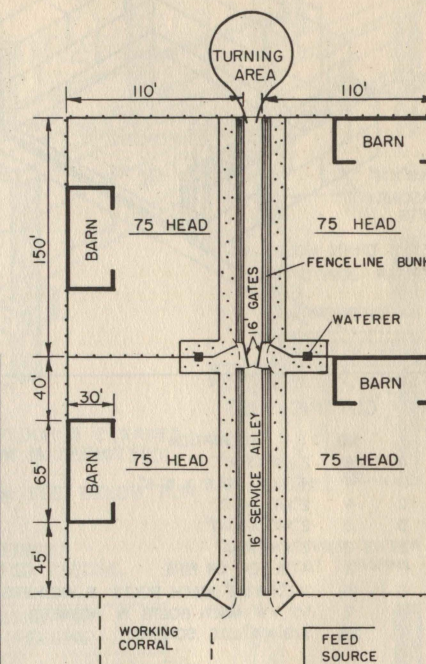 TURNING
AREA
110'
110'
BARN
150'
BARN
75 HEAD
75 HEAD
FENCELINE BUNK
16' GATES
WATERER
40'
30'
BARN
65'
BARN
75 HEAD
75 HEAD
16' SERVICE ALLEY
45'
WORKING
CORRAL
FEED
SOURCE